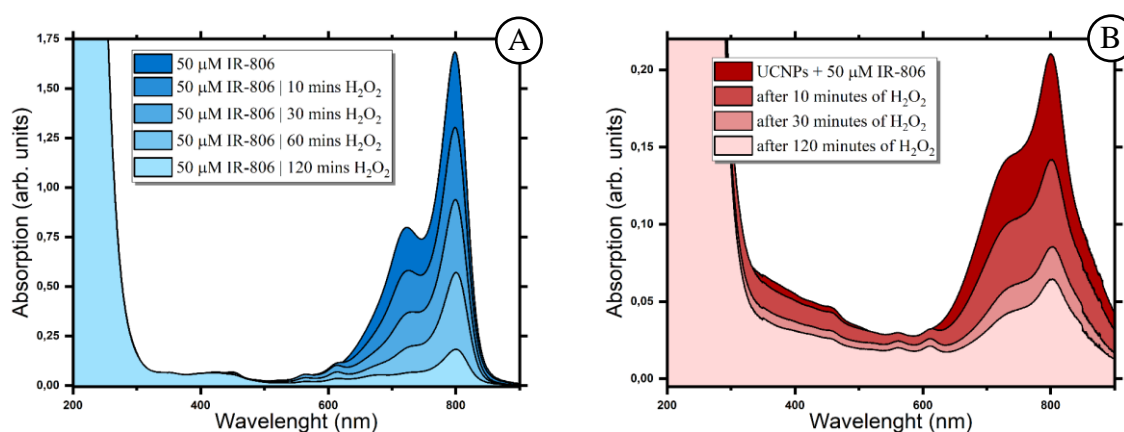 A
1,75
1,50
1,25
1,00
0,75
0,50
0,25
0,00
Absorption (arb. units)
50 μM IR-806
50 μM IR-806 | 10 mins H₂O₂
50 μM IR-806 | 30 mins H₂O₂
50 μM IR-806 | 60 mins H₂O₂
50 μM IR-806 | 120 mins H₂O₂
200 400 600 800
Wavelenght (nm)
B
0,20
0,15
0,10
0,05
0,00
Absorption (arb. units)
UCNPs + 50 μM IR-806
after 10 minutes of H₂O₂
after 30 minutes of H₂O₂
after 120 minutes of H₂O₂
200 400 600 800
Wavelenght (nm)